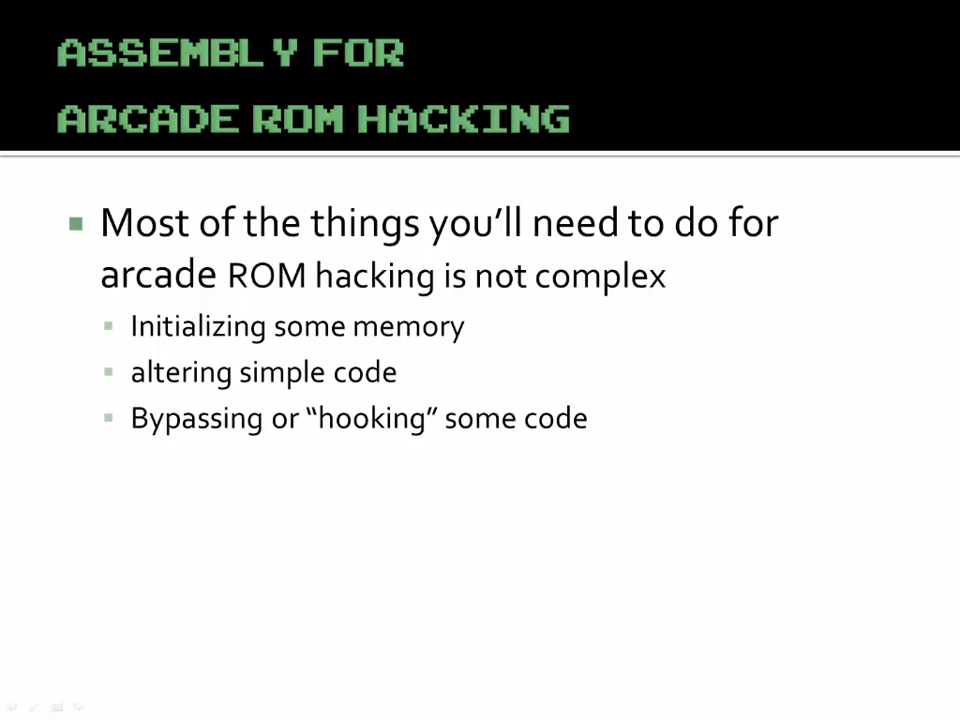 ASSEMBLY FOR
ARCADE ROM HACKING
Most of the things you’ll need to do for
arcade ROM hacking is not complex
Initializing some memory
altering simple code
Bypassing or “hooking” some code